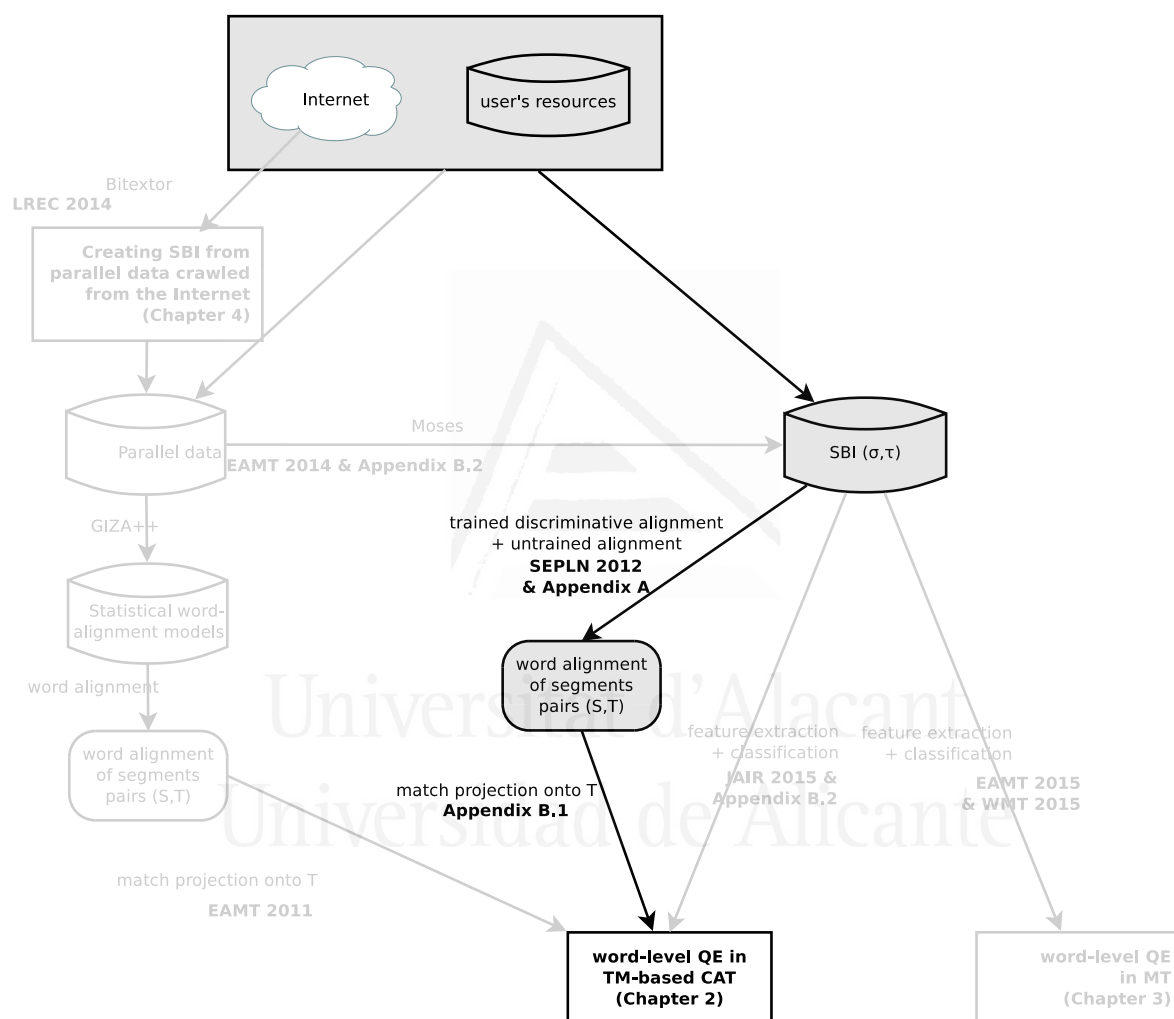 Internet
user's resources
Bitextor
LREC 2014
Creating SBI from
parallel data crawled
from the Internet
(Chapter 4)
Parallel data
Moses
EAMT 2014 & Appendix B.2
SBI (σ,τ)
GIZA++
trained discriminative alignment
+ untrained alignment
SEPLN 2012
& Appendix A
Statistical word-
alignment models
word alignment
word alignment
of segments
pairs (S,T)
word alignment
of segments
pairs (S,T)
Universitat d'Alacant
Universidad de Alicante
feature extraction
+ classification
JAIR 2015 &
Appendix B.2
feature extraction
+ classification
EAMT 2015
& WMT 2015
match projection onto T
Appendix B.1
match projection onto T
EAMT 2011
word-level QE in
TM-based CAT
(Chapter 2)
word-level QE
in MT
(Chapter 3)